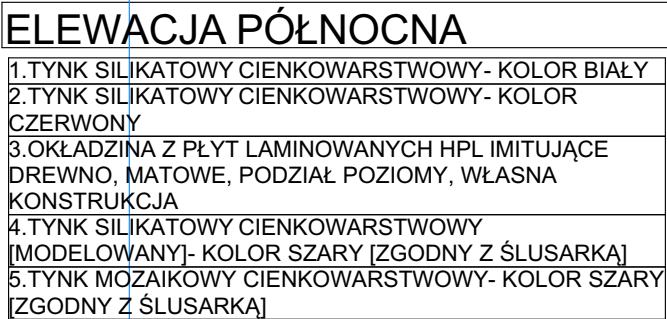 ELEWACJA PÓŁNOCNA
1.TYNK SILIKATOWY CIENKOWARSTWOWY- KOLOR BIAŁY
2.TYNK SILIKATOWY CIENKOWARSTWOWY- KOLOR
CZERWONY
3.OKŁADZINA Z PŁYT LAMINOWANYCH HPL IMITUJĄCE
DREWNO, MATOWE, PODZIAŁ POZIOMY, WŁASNA
KONSTRUKCJA
4.TYNK SILIKATOWY CIENKOWARSTWOWY
[MODELOWANY]- KOLOR SZARY [ZGODNY Z ŚLUSARKĄ]
5.TYNK MOZAIKOWY CIENKOWARSTWOWY- KOLOR SZARY
[ZGODNY Z ŚLUSARKĄ]